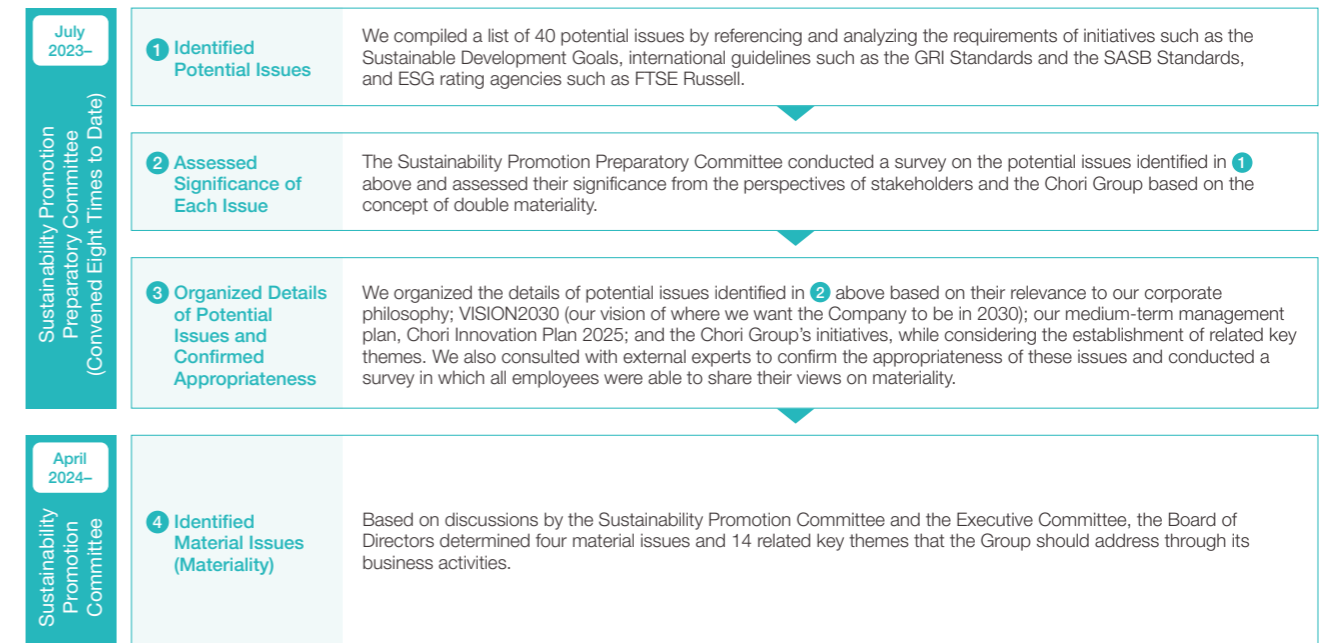 July
2023–
Sustainability Promotion
Preparatory Committee
(Convened Eight Times to Date)
1 Identified
Potential Issues
We compiled a list of 40 potential issues by referencing and analyzing the requirements of initiatives such as the
Sustainable Development Goals, international guidelines such as the GRI Standards and the SASB Standards,
and ESG rating agencies such as FTSE Russell.
2 Assessed
Significance of
Each Issue
The Sustainability Promotion Preparatory Committee conducted a survey on the potential issues identified in 1
above and assessed their significance from the perspectives of stakeholders and the Chori Group based on the
concept of double materiality.
3 Organized Details
of Potential
Issues and
Confirmed
Appropriateness
We organized the details of potential issues identified in 2 above based on their relevance to our corporate
philosophy; VISION2030 (our vision of where we want the Company to be in 2030); our medium-term management
plan, Chori Innovation Plan 2025; and the Chori Group’s initiatives, while considering the establishment of related key
themes. We also consulted with external experts to confirm the appropriateness of these issues and conducted a
survey in which all employees were able to share their views on materiality.
April
2024–
Sustainability
Promotion
Committee
4 Identified
Material Issues
(Materiality)
Based on discussions by the Sustainability Promotion Committee and the Executive Committee, the Board of
Directors determined four material issues and 14 related key themes that the Group should address through its
business activities.